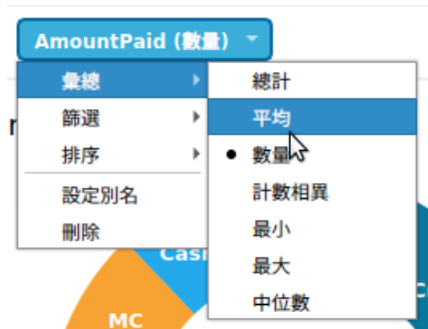 AmountPaid (數量)
彙總
篩選
排序
設定別名
刪除
總計
平均
數量
計數相異
最小
最大
中位數
MC